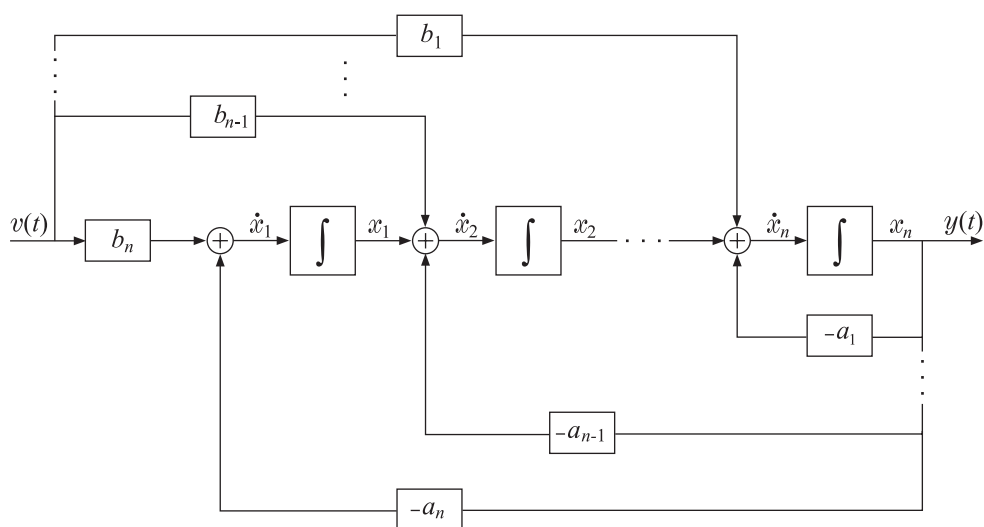 b₁
bₙ₋₁
v(t) bₙ + ẋ₁ ∫ x₁ + ẋ₂ ∫ x₂ · · · + ẋₙ ∫ xₙ y(t)
–a₁
–aₙ₋₁
–aₙ